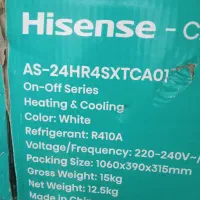 Hisense - C
AS-24HR4SXTCA01
On-Off Series
Heating & Cooling
Color: White
Refrigerant: R410A
Voltage/Frequency: 220-240V~/
Packing Size: 1060x390x315mm
Gross Weight: 15kg
Net Weight: 12.5kg
Made in China